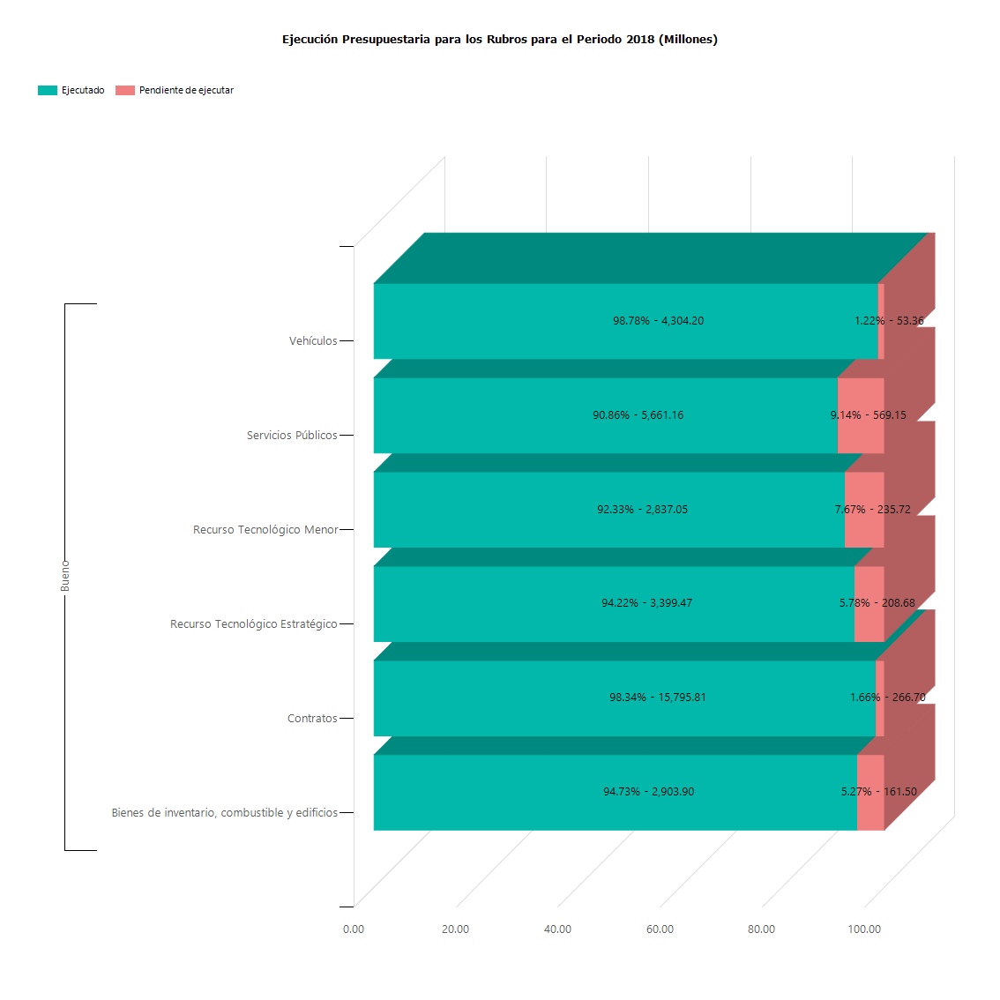 Ejecución Presupuestaria para los Rubros para el Periodo 2018 (Millones)
Ejecutado
Pendiente de ejecutar
Bueno
Vehículos
98.78% - 4,304.20
1.22% - 53.36
Servicios Públicos
90.86% - 5,661.16
9.14% - 569.15
Recurso Tecnológico Menor
92.33% - 2,837.05
7.67% - 235.72
Recurso Tecnológico Estratégico
94.22% - 3,399.47
5.78% - 208.68
Contratos
98.34% - 15,795.81
1.66% - 266.70
Bienes de inventario, combustible y edificios
94.73% - 2,903.90
5.27% - 161.50
0.00
20.00
40.00
60.00
80.00
100.00